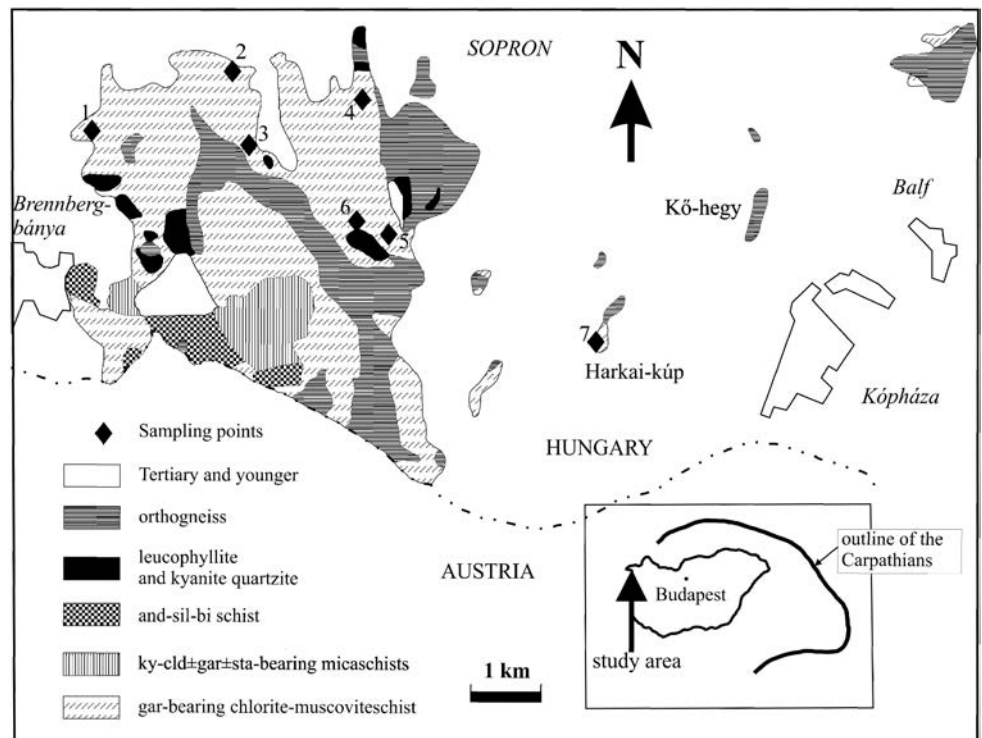 SOPRON
N
2
1
4
3
Brennberg-
bánya
6
5
Kő-hegy
Balf
7
Harkai-kúp
Kópháza
HUNGARY
AUSTRIA
Sampling points
Tertiary and younger
orthogneiss
leucophyllite
and kyanite quartzite
and-sil-bi schist
ky-cld±gar±sta-bearing micaschists
gar-bearing chlorite-muscoviteschist
1 km
outline of the
Carpathians
Budapest
study area